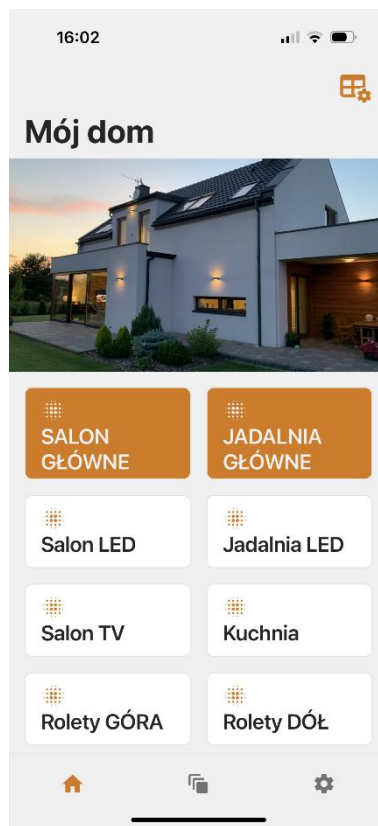 16:02
Mój dom
SALON
GŁÓWNE
JADALNIA
GŁÓWNE
Salon LED
Jadalnia LED
Salon TV
Kuchnia
Rolety GÓRA
Rolety DÓŁ